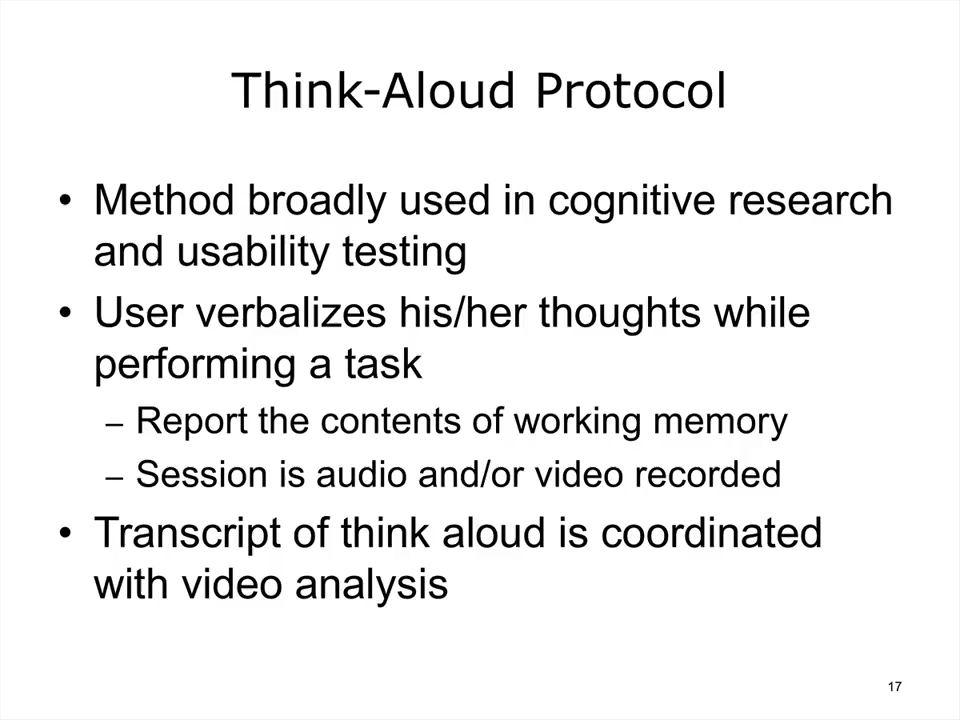 Think-Aloud Protocol
• Method broadly used in cognitive research
and usability testing
• User verbalizes his/her thoughts while
performing a task
– Report the contents of working memory
– Session is audio and/or video recorded
• Transcript of think aloud is coordinated
with video analysis
17